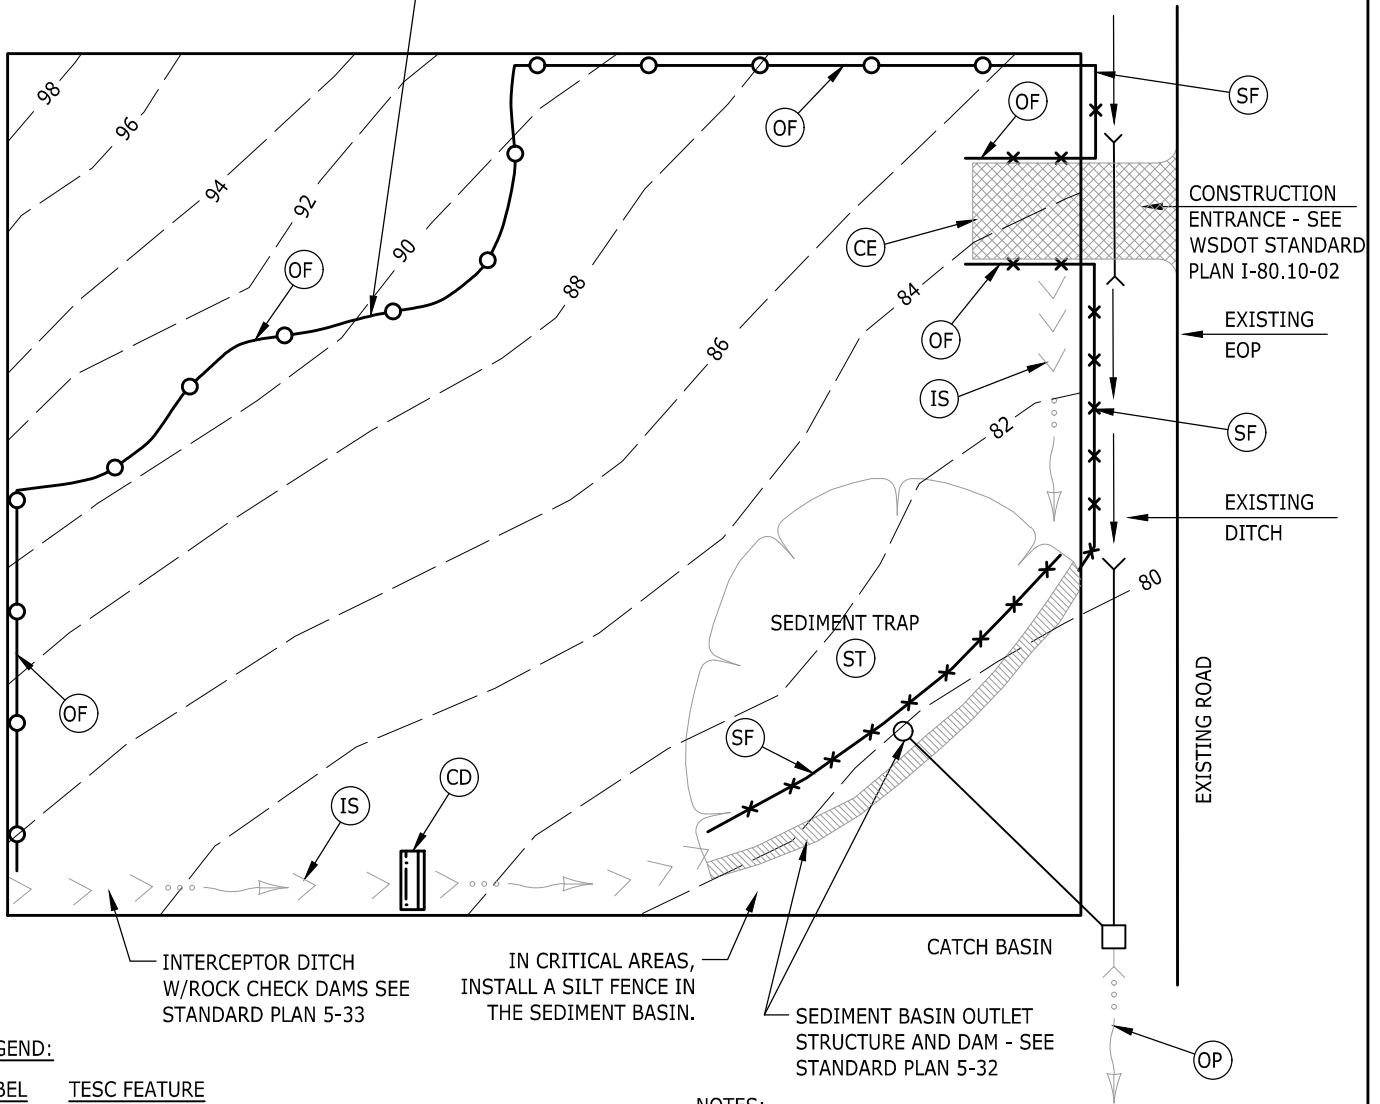 98
96
94
92
90
88
86
84
82
80
OF
OF
OF
OF
OF
SF
SF
SF
CE
IS
IS
CD
CONSTRUCTION
ENTRANCE - SEE
WSDOT STANDARD
PLAN I-80.10-02
EXISTING
EOP
EXISTING
DITCH
SEDIMENT TRAP
ST
EXISTING ROAD
CATCH BASIN
INTERCEPTOR DITCH
W/ROCK CHECK DAMS SEE
STANDARD PLAN 5-33
IN CRITICAL AREAS,
INSTALL A SILT FENCE IN
THE SEDIMENT BASIN.
SEDIMENT BASIN OUTLET
STRUCTURE AND DAM - SEE
STANDARD PLAN 5-32
OP
GEND:
BEL
TESC FEATURE
NOTES: